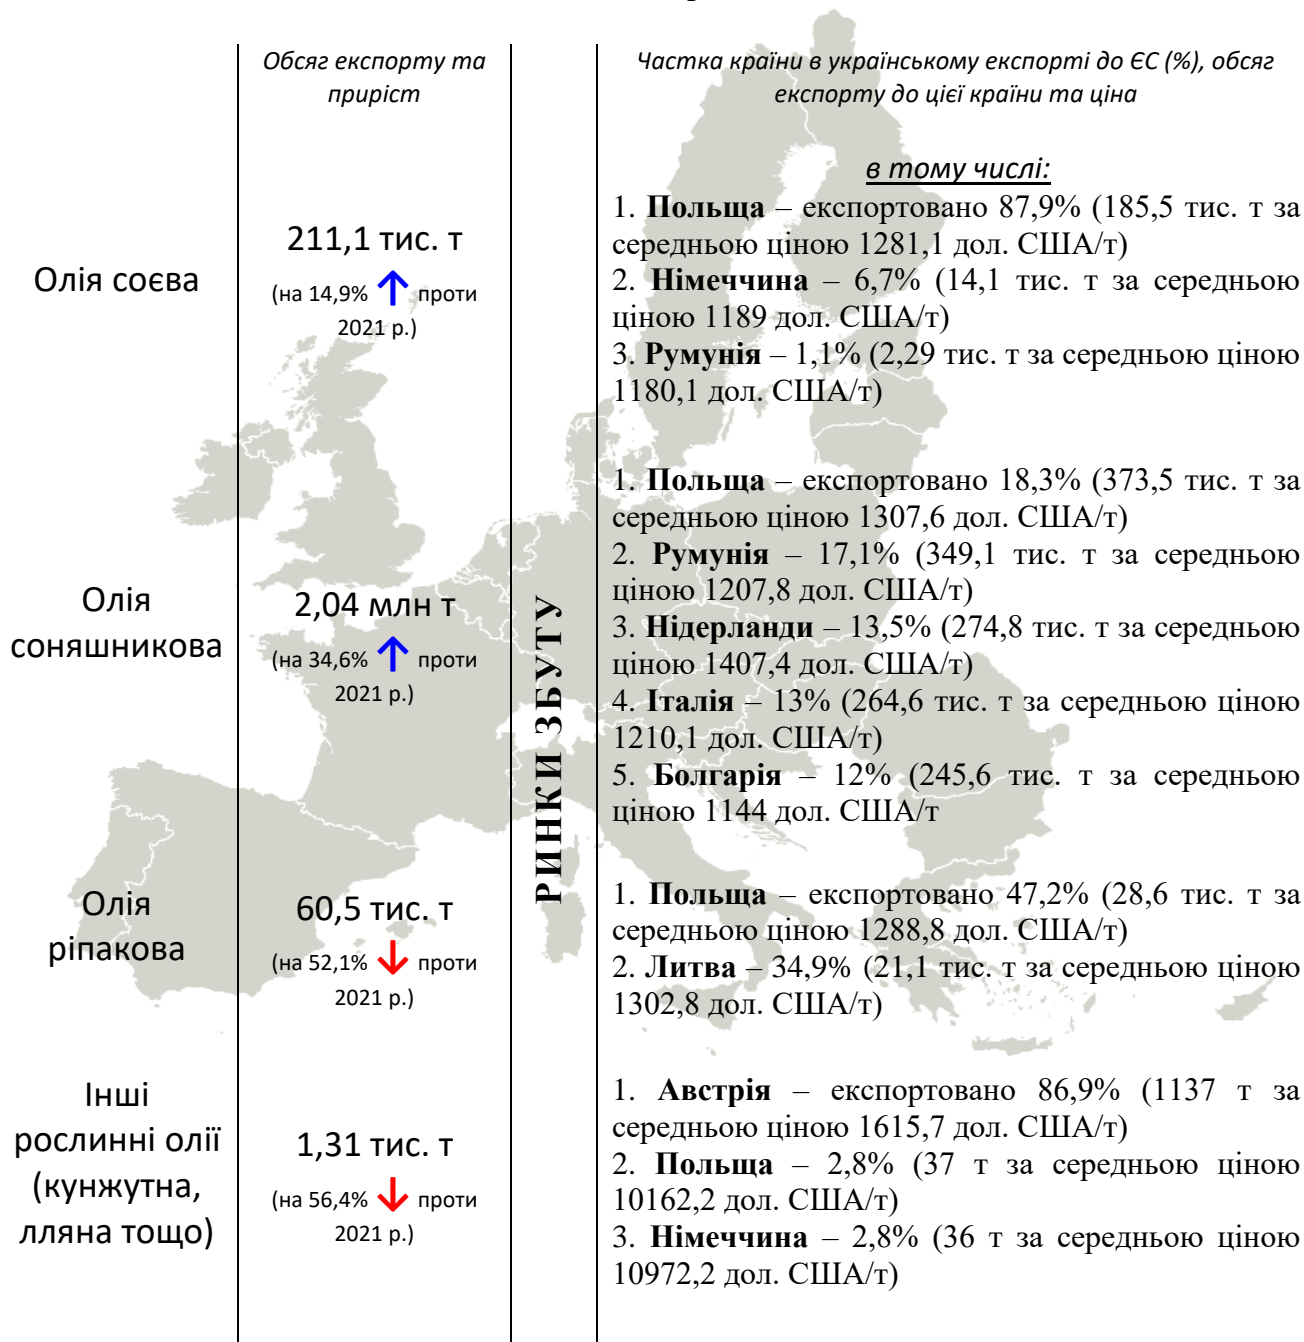 Обсяг експорту та
приріст
Частка країни в українському експорті до ЄС (%), обсяг
експорту до цієї країни та ціна
в тому числі:
Олія соєва
211,1 тис. т
(на 14,9% ↑ проти
2021 р.)
1. Польща – експортовано 87,9% (185,5 тис. т за
середньою ціною 1281,1 дол. США/т)
2. Німеччина – 6,7% (14,1 тис. т за середньою
ціною 1189 дол. США/т)
3. Румунія – 1,1% (2,29 тис. т за середньою ціною
1180,1 дол. США/т)
Олія
соняшникова
2,04 млн т
(на 34,6% ↑ проти
2021 р.)
РИНКИ ЗБУТУ
1. Польща – експортовано 18,3% (373,5 тис. т за
середньою ціною 1307,6 дол. США/т)
2. Румунія – 17,1% (349,1 тис. т за середньою
ціною 1207,8 дол. США/т)
3. Нідерланди – 13,5% (274,8 тис. т за середньою
ціною 1407,4 дол. США/т)
4. Італія – 13% (264,6 тис. т за середньою ціною
1210,1 дол. США/т)
5. Болгарія – 12% (245,6 тис. т за середньою
ціною 1144 дол. США/т
Олія
ріпакова
60,5 тис. т
(на 52,1% ↓ проти
2021 р.)
1. Польща – експортовано 47,2% (28,6 тис. т за
середньою ціною 1288,8 дол. США/т)
2. Литва – 34,9% (21,1 тис. т за середньою ціною
1302,8 дол. США/т)
Інші
рослинні олії
(кунжутна,
лляна тощо)
1,31 тис. т
(на 56,4% ↓ проти
2021 р.)
1. Австрія – експортовано 86,9% (1137 т за
середньою ціною 1615,7 дол. США/т)
2. Польща – 2,8% (37 т за середньою ціною
10162,2 дол. США/т)
3. Німеччина – 2,8% (36 т за середньою ціною
10972,2 дол. США/т)